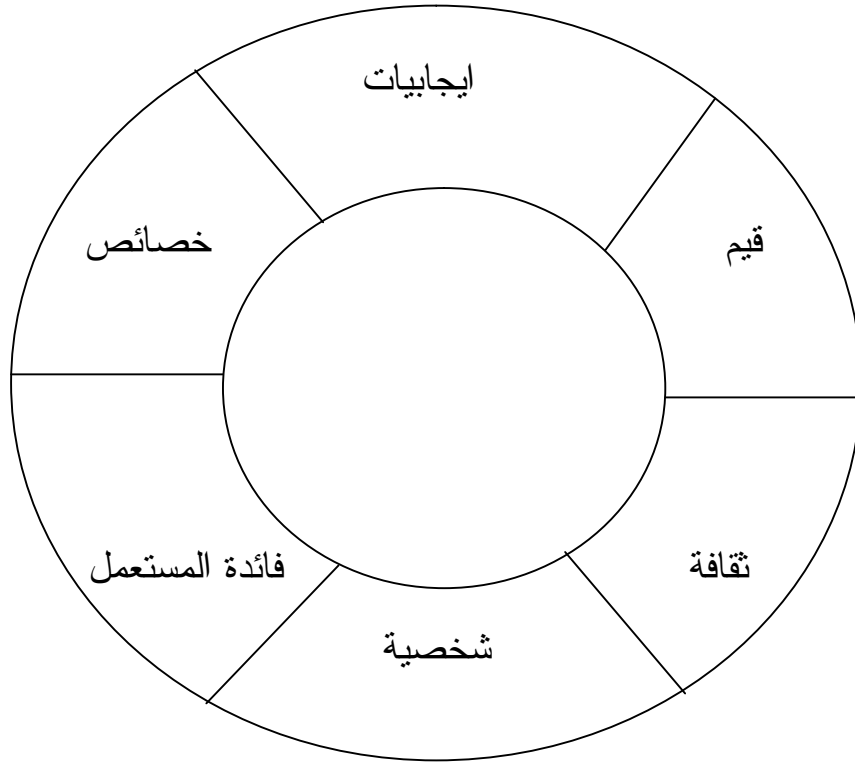 ايجابيات
قيم
خصائص
ثقافة
فائدة المستعمل
شخصية